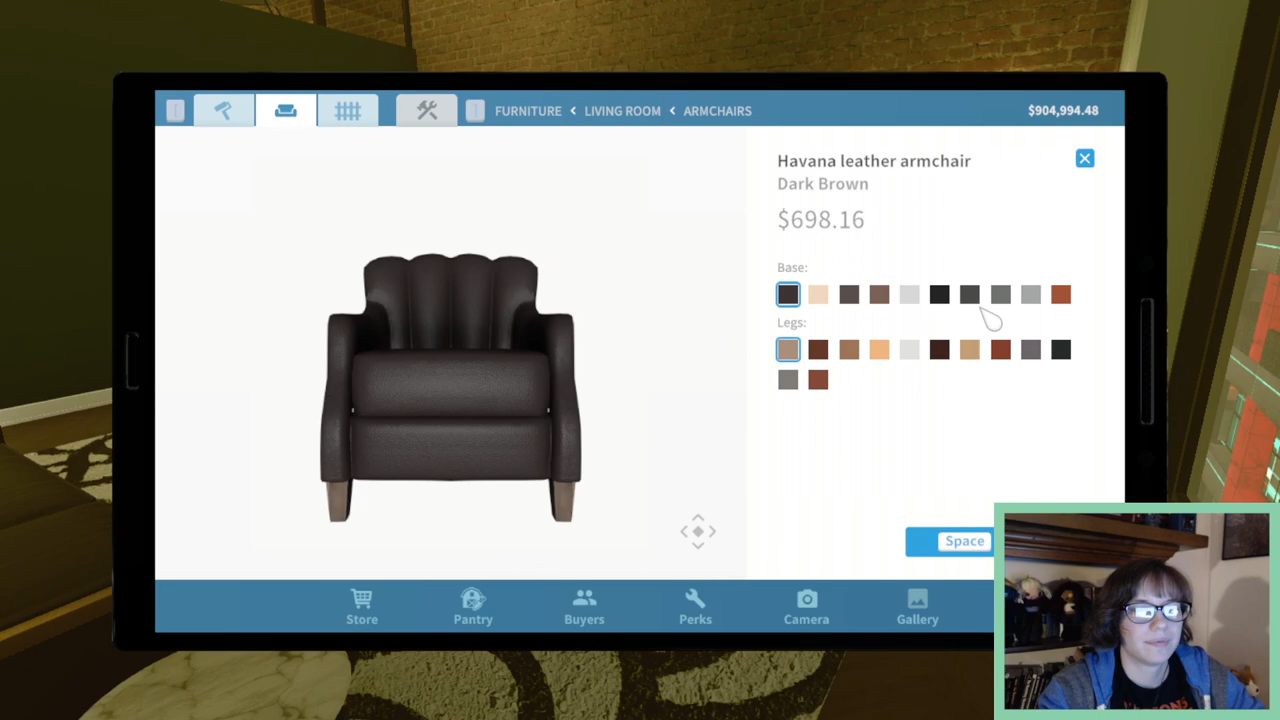 FURNITURE < LIVING ROOM < ARMCHAIRS
$904,994.48
Havana leather armchair
Dark Brown
$698.16
Base:
Legs:
Space
Store
Pantry
Buyers
Perks
Camera
Gallery